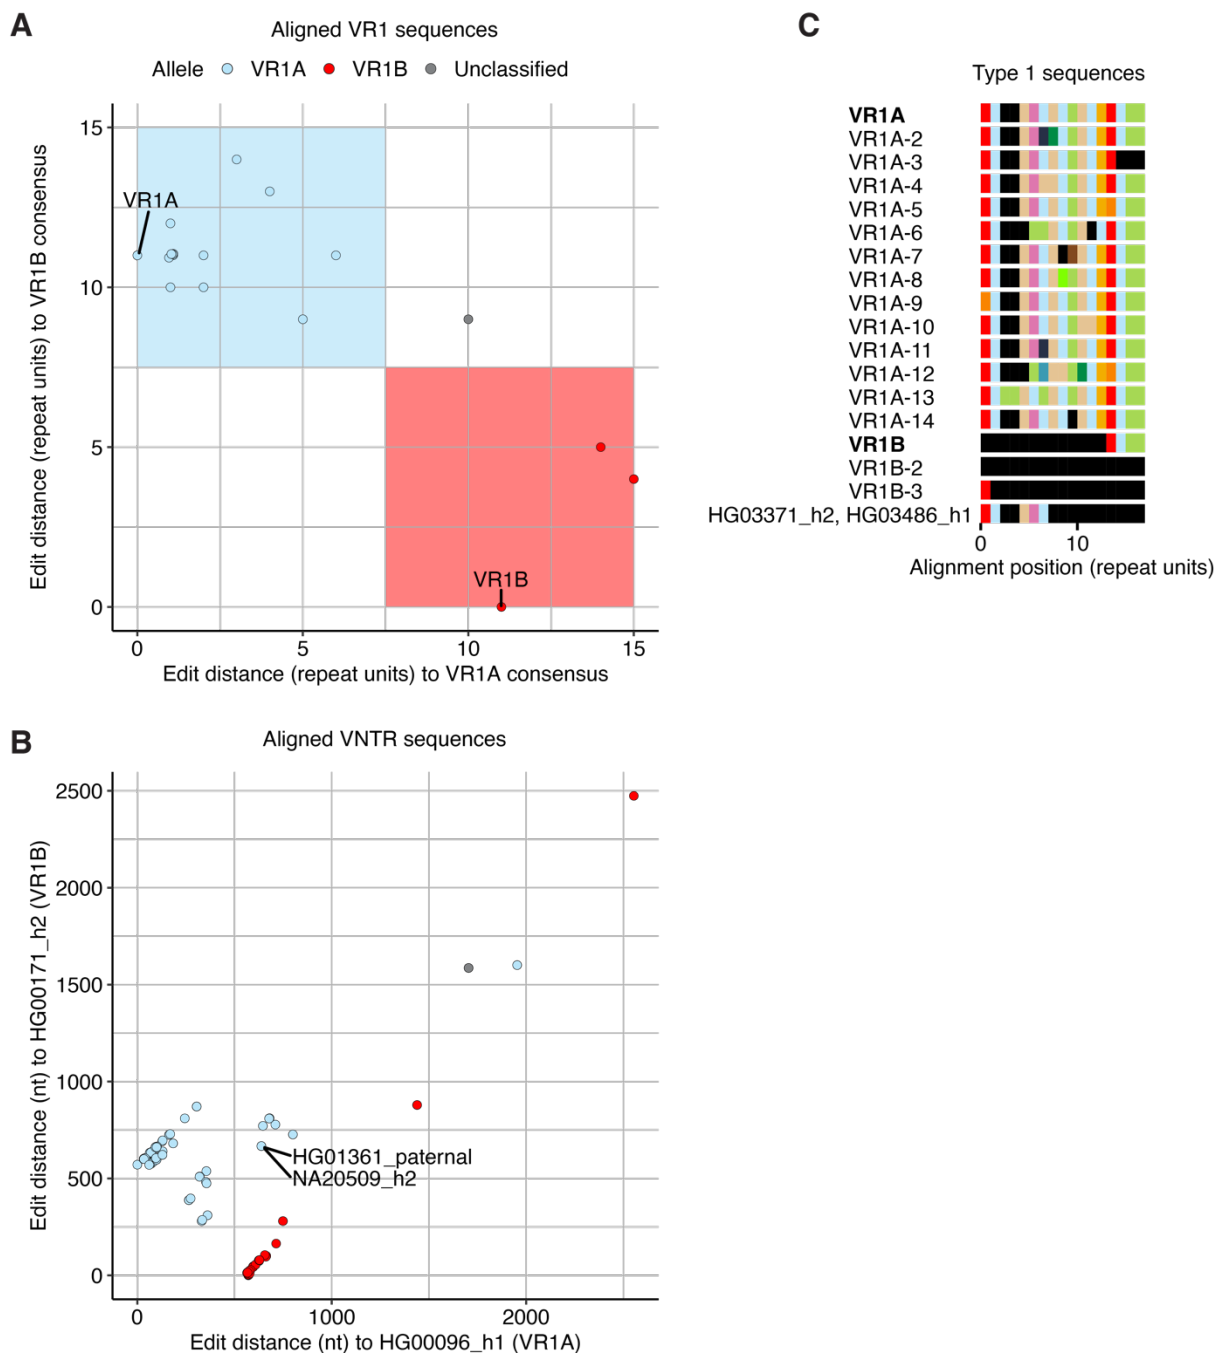 A
Aligned VR1 sequences
Allele VR1A VR1B Unclassified
15
10
5
0
VR1A
VR1B
0 5 10 15
Edit distance (repeat units) to VR1A consensus
Edit distance (repeat units) to VR1B consensus
C
Type 1 sequences
VR1A
VR1A-2
VR1A-3
VR1A-4
VR1A-5
VR1A-6
VR1A-7
VR1A-8
VR1A-9
VR1A-10
VR1A-11
VR1A-12
VR1A-13
VR1A-14
VR1B
VR1B-2
VR1B-3
HG03371_h2, HG03486_h1
0 10
Alignment position (repeat units)
B
Aligned VNTR sequences
2500
2000
1500
1000
500
0
HG01361_paternal
NA20509_h2
0 1000 2000
Edit distance (nt) to HG00096_h1 (VR1A)
Edit distance (nt) to HG00171_h2 (VR1B)